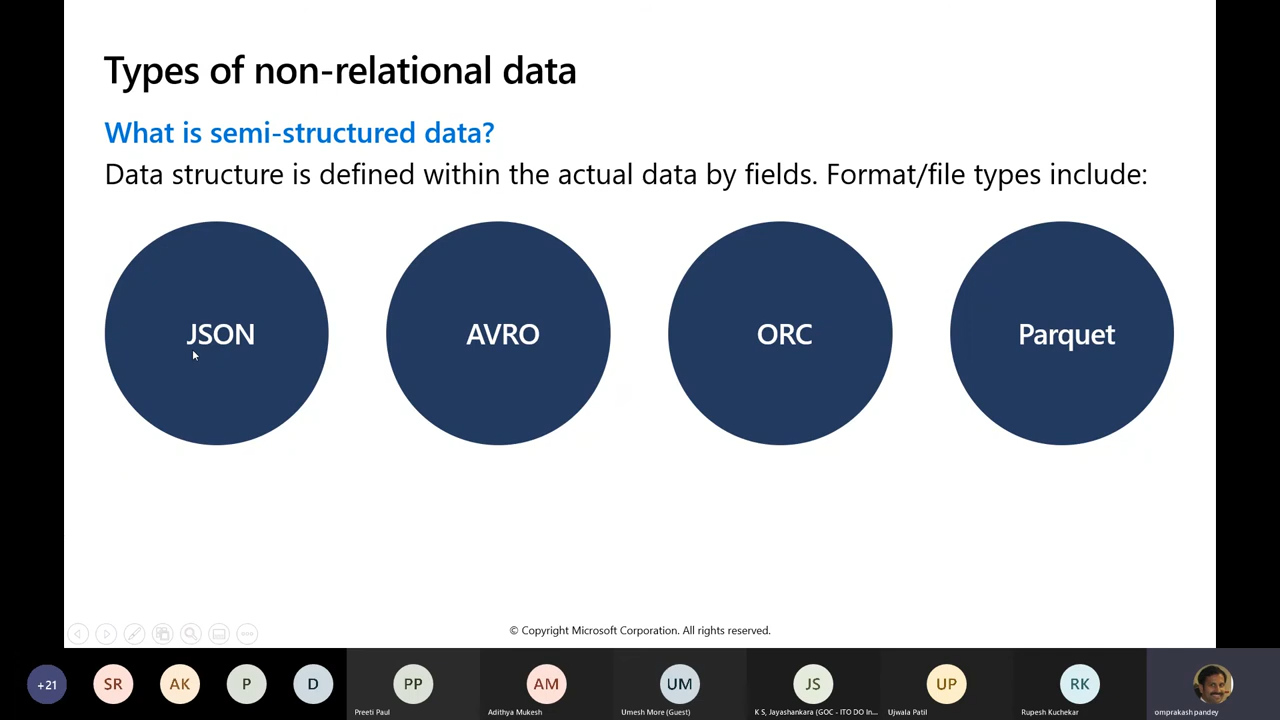 Types of non-relational data
What is semi-structured data?
Data structure is defined within the actual data by fields. Format/file types include:
JSON
AVRO
ORC
Parquet
© Copyright Microsoft Corporation. All rights reserved.
+21
SR
AK
P
D
PP
AM
UM
JS
UP
RK
Preeti Paul
Adithya Mukesh
Umesh More (Guest)
K S, Jayashankara (GOC - ITO DO In...
Ujwala Patil
Rupesh Kuchekar
omprakash pandey